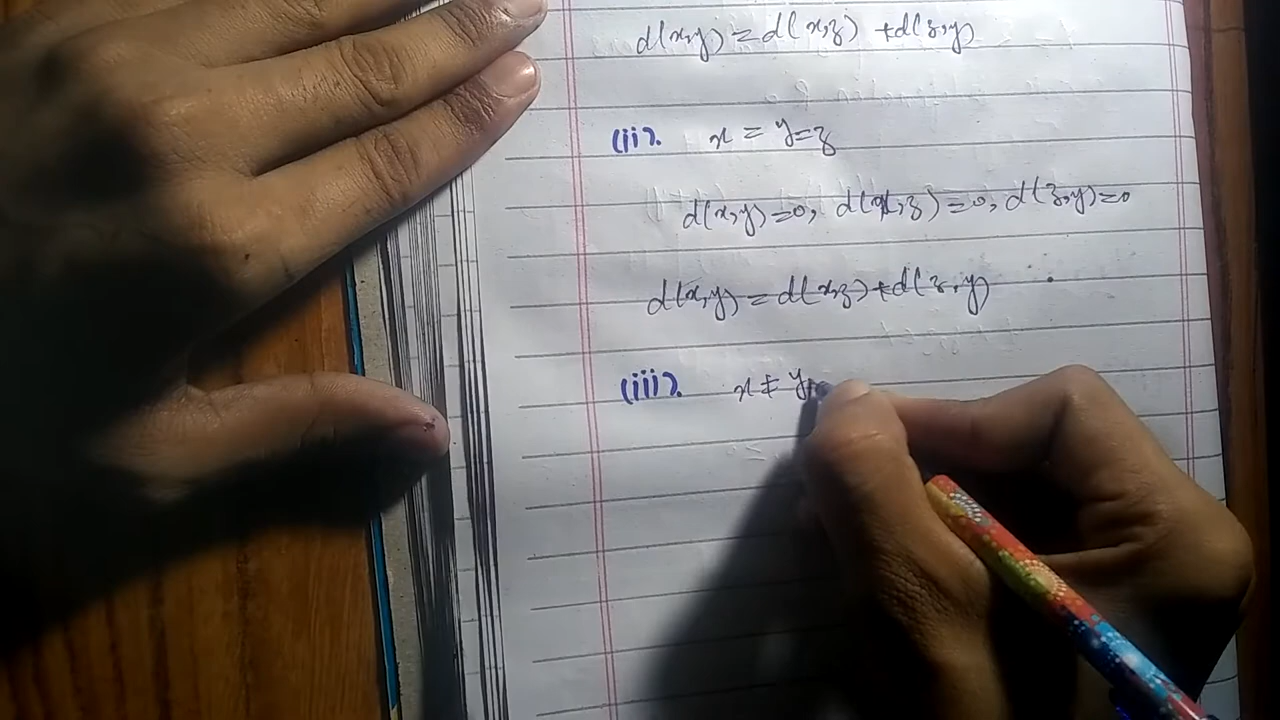 d(x,y) = d(x,z) + d(z,y)
(ii). x = y = z
d(x,y) = 0, d(x,z) = 0, d(z,y) = 0
d(x,y) = d(x,z) + d(z,y)
(iii). x ≠ y